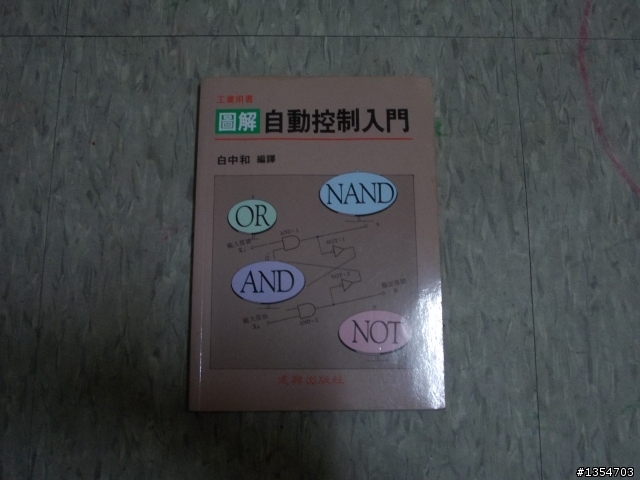 工業用書
圖解 自動控制入門
白中和 編譯
NAND
OR
AND
NOT
#1354703